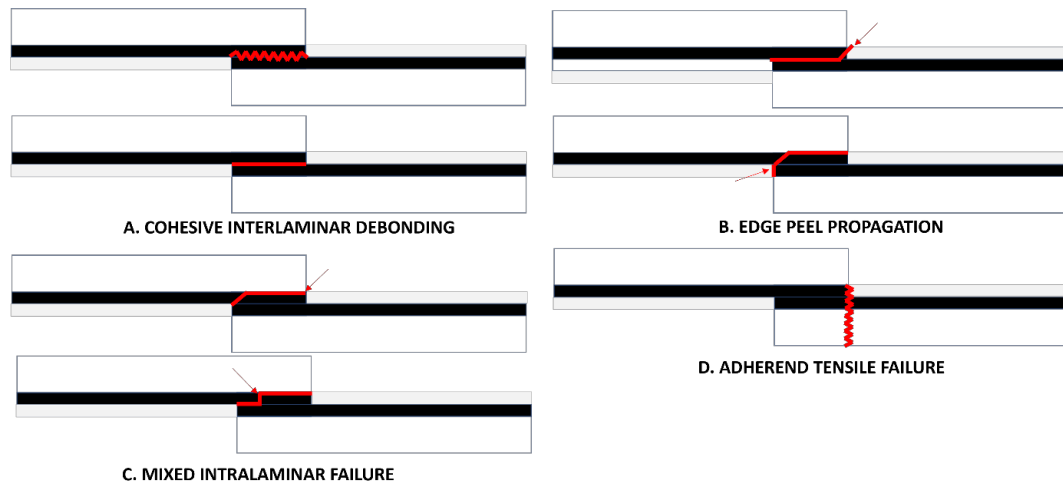 A. COHESIVE INTERLAMINAR DEBONDING
B. EDGE PEEL PROPAGATION
C. MIXED INTRALAMINAR FAILURE
D. ADHEREND TENSILE FAILURE